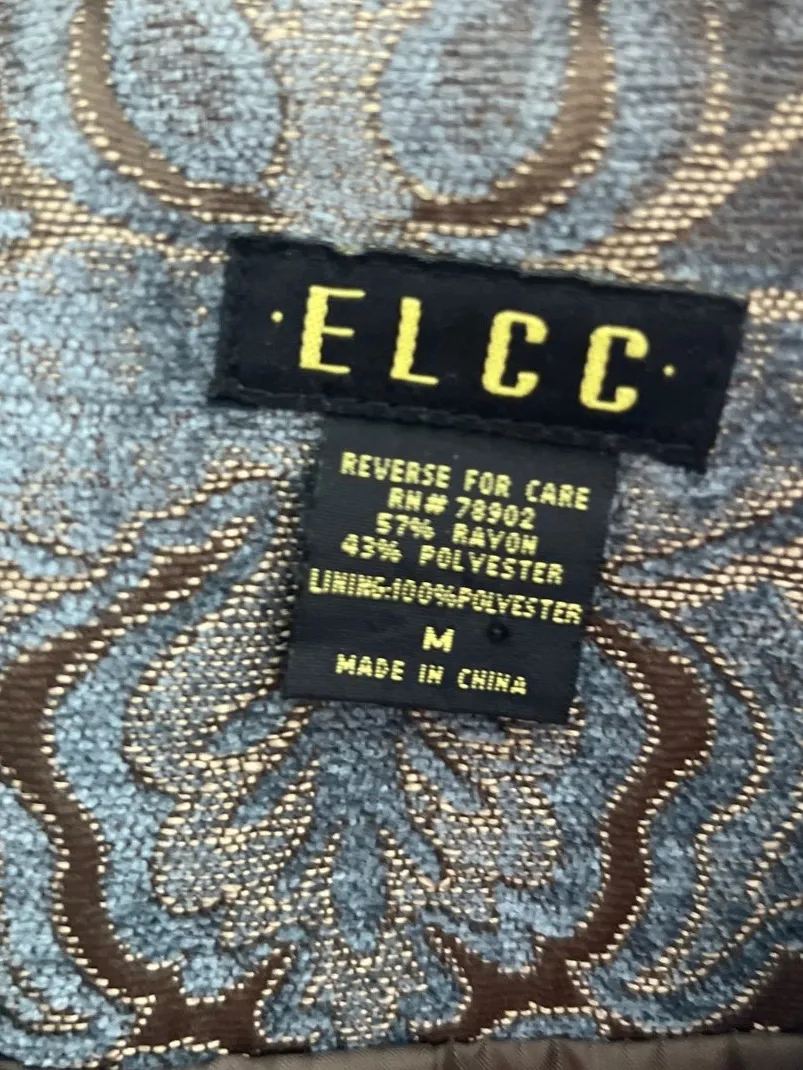 ·ELCC·
REVERSE FOR CARE
RN# 78902
57% RAYON
43% POLYESTER
LINING:100%POLYESTER
M
MADE IN CHINA